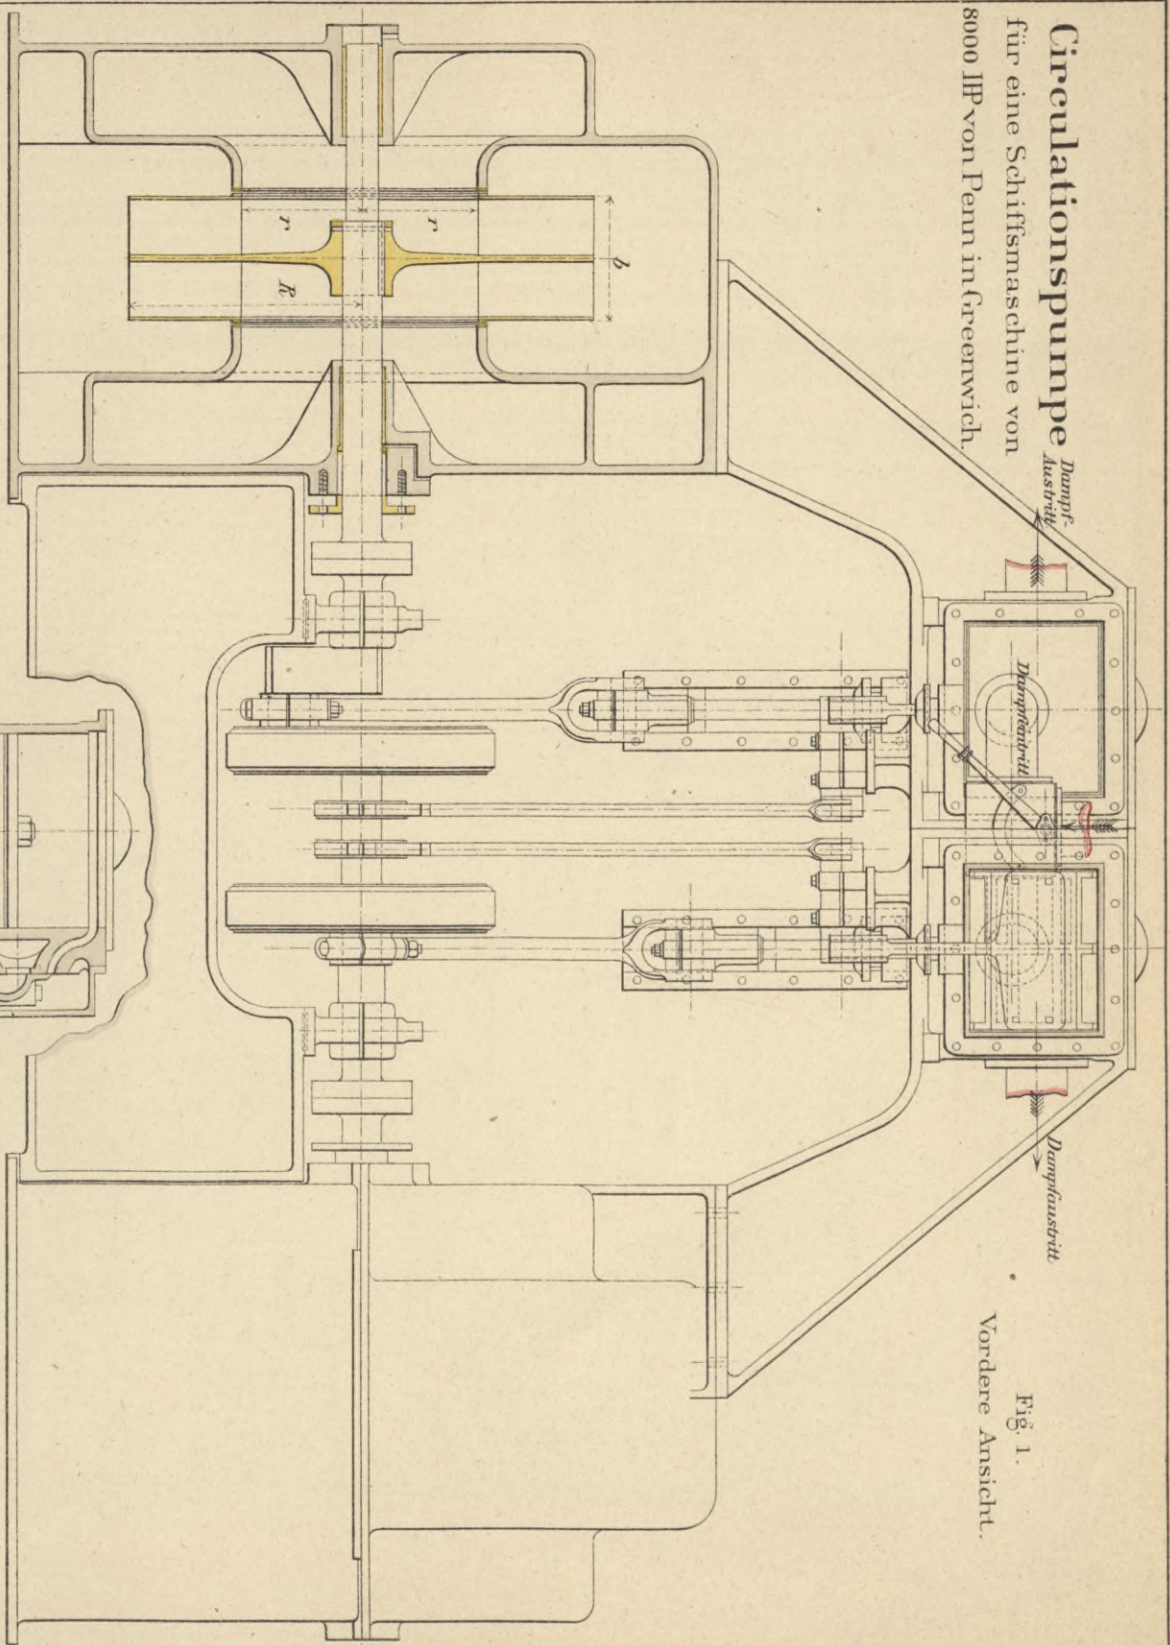 Circulationspumpe
für eine Schiffsmaschine von
8000 IP von Penn in Greenwich.
Dampf-
Austritt
Dampfeintritt
Dampfaustritt
Fig. 1.
Vordere Ansicht.
b
r
r
R